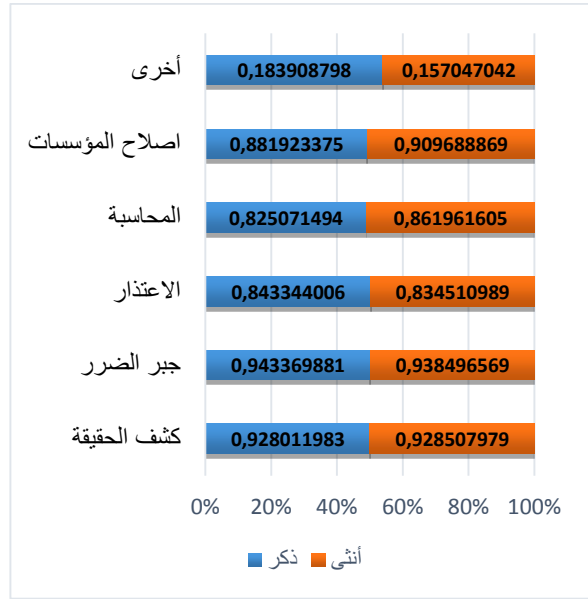 أخرى 0,183908798 0,157047042
اصلاح المؤسسات 0,881923375 0,909688869
المحاسبة 0,825071494 0,861961605
الاعتذار 0,843344006 0,834510989
جبر الضرر 0,943369881 0,938496569
كشف الحقيقة 0,928011983 0,928507979
0% 20% 40% 60% 80% 100%
ذكر أنثى